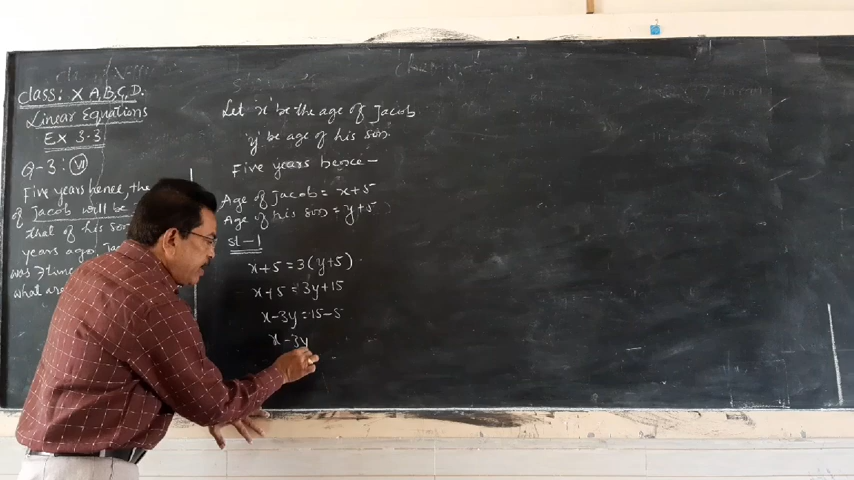 class: X A,B,C,D.
Linear Equations
EX 3.3
Q-3: VI
Five years hence, the
of Jacob will be
that of his son
years ago, Ja
was 7 time
what are
Let 'x' be the age of Jacob
'y' be age of his son.
Five years hence-
Age of Jacob = x+5
Age of his son = y+5
st-1
x+5 = 3(y+5)
x+5 = 3y+15
x-3y = 15-5
x-3y